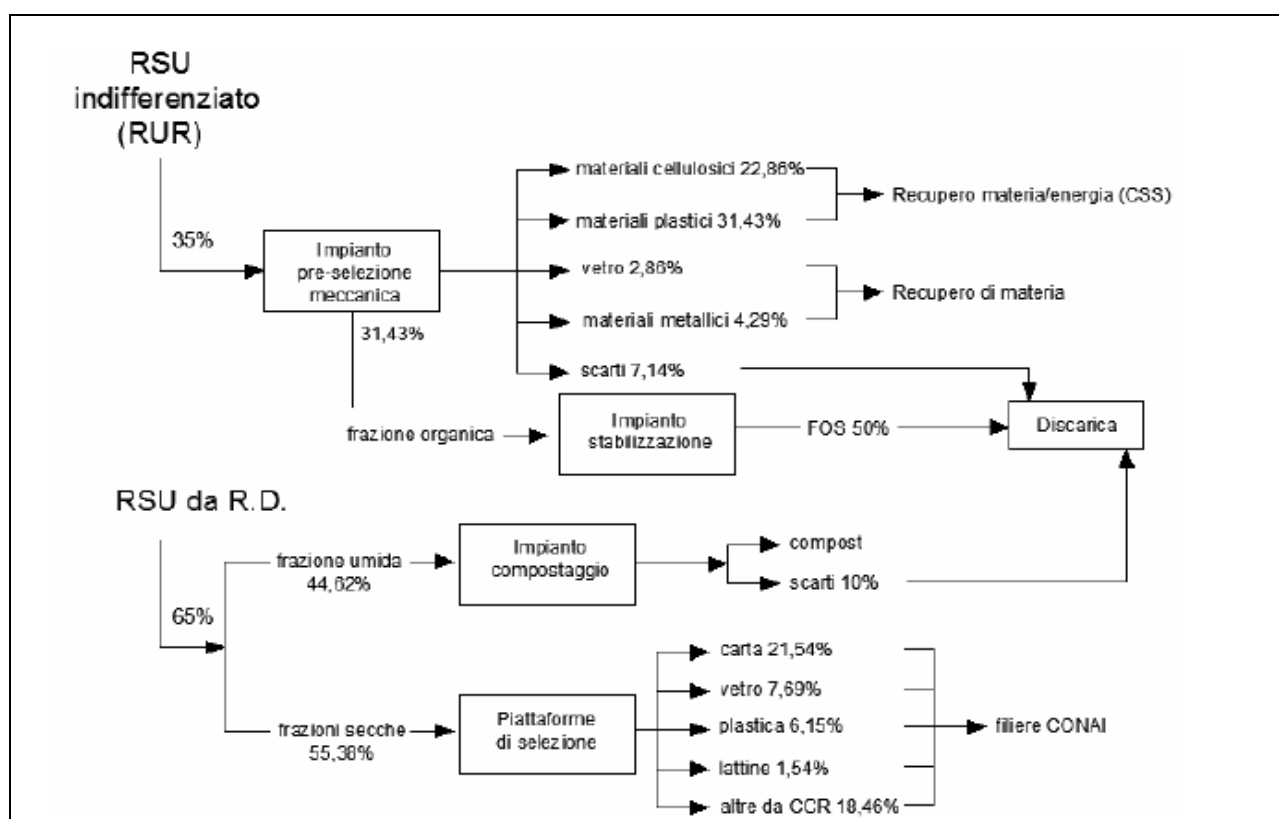 RSU
indifferenziato
(RUR)
35%
Impianto
pre-selezione
meccanica
31,43%
materiali cellulosici 22,86%
materiali plastici 31,43%
Recupero materia/energia (CSS)
vetro 2,86%
materiali metallici 4,29%
Recupero di materia
scarti 7,14%
frazione organica
Impianto
stabilizzazione
FOS 50%
Discarica
RSU da R.D.
65%
frazione umida
44,62%
Impianto
compostaggio
compost
scarti 10%
frazioni secche
55,38%
Piattaforme
di selezione
carta 21,54%
vetro 7,69%
plastica 6,15%
lattine 1,54%
altre da CCR 18,46%
filiere CONAI